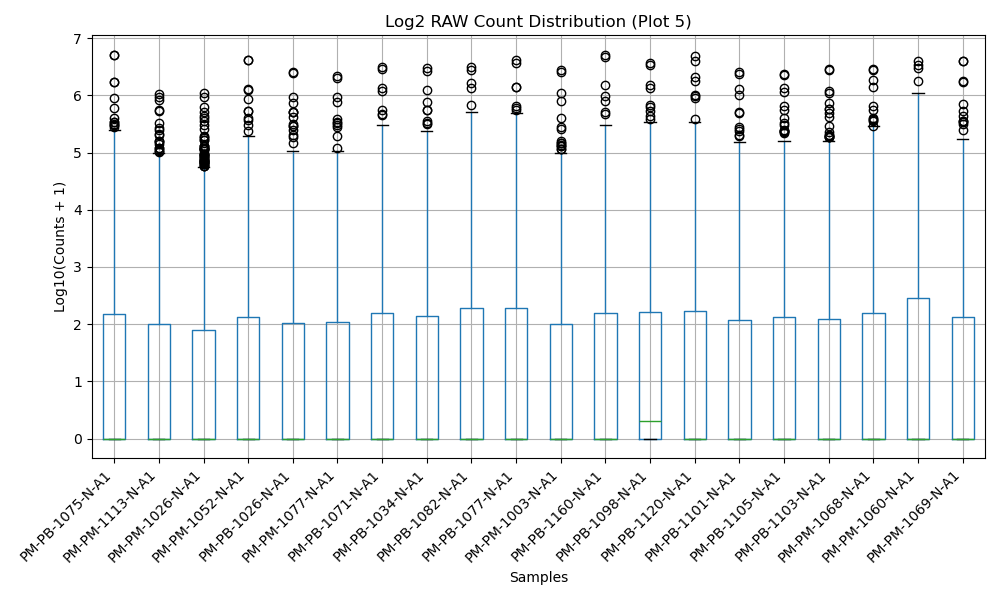 Log2 RAW Count Distribution (Plot 5)
Log10(Counts + 1)
7
6
5
4
3
2
1
0
PM-PB-1075-N-A1
PM-PM-1113-N-A1
PM-PM-1026-N-A1
PM-PM-1052-N-A1
PM-PB-1026-N-A1
PM-PM-1077-N-A1
PM-PB-1071-N-A1
PM-PB-1034-N-A1
PM-PB-1082-N-A1
PM-PB-1077-N-A1
PM-PM-1003-N-A1
PM-PB-1160-N-A1
PM-PB-1098-N-A1
PM-PB-1120-N-A1
PM-PB-1101-N-A1
PM-PB-1105-N-A1
PM-PB-1103-N-A1
PM-PM-1068-N-A1
PM-PM-1060-N-A1
PM-PM-1069-N-A1
Samples